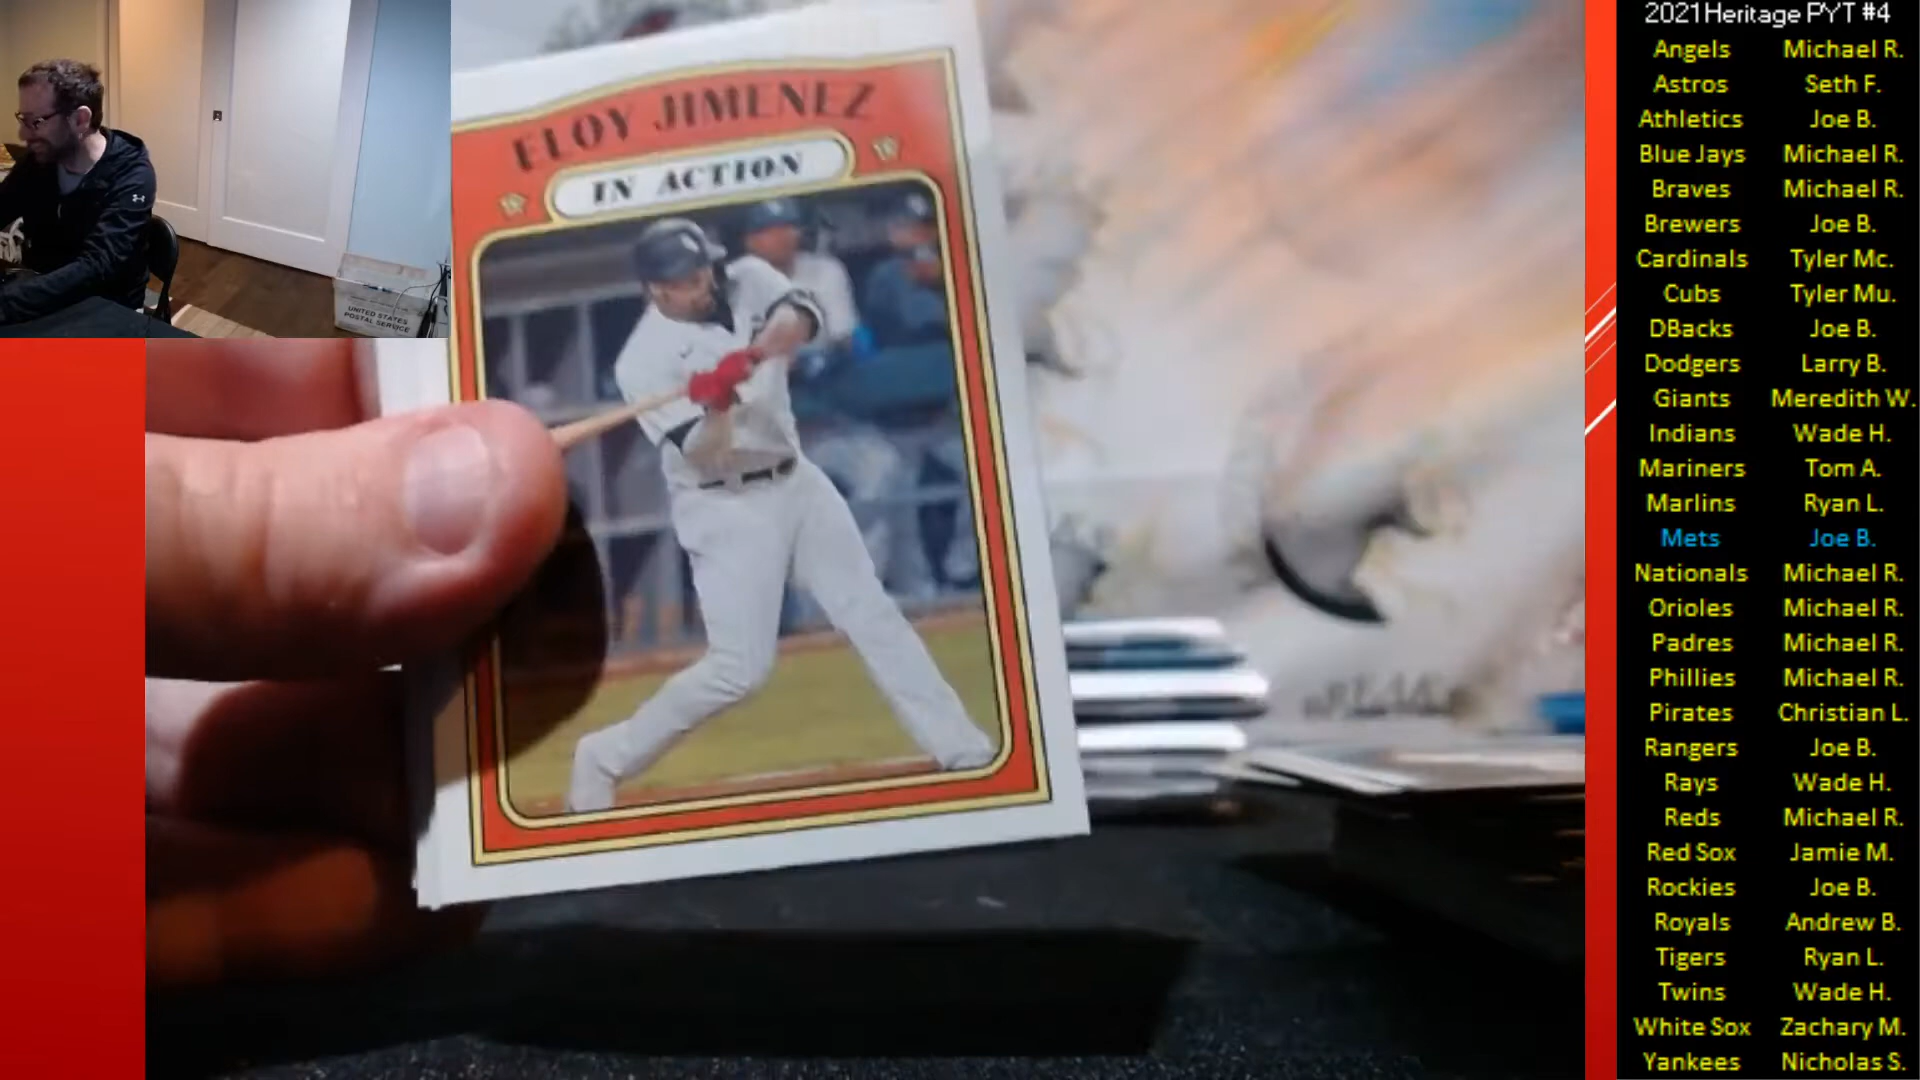 2021 Heritage PYT #4
Angels Michael R.
Astros Seth F.
Athletics Joe B.
Blue Jays Michael R.
Braves Michael R.
Brewers Joe B.
Cardinals Tyler Mc.
Cubs Tyler Mu.
DBacks Joe B.
Dodgers Larry B.
Giants Meredith W.
Indians Wade H.
Mariners Tom A.
Marlins Ryan L.
Mets Joe B.
Nationals Michael R.
Orioles Michael R.
Padres Michael R.
Phillies Michael R.
Pirates Christian L.
Rangers Joe B.
Rays Wade H.
Reds Michael R.
Red Sox Jamie M.
Rockies Joe B.
Royals Andrew B.
Tigers Ryan L.
Twins Wade H.
White Sox Zachary M.
Yankees Nicholas S.
ELOY JIMENEZ
IN ACTION
UNITED STATES
POSTAL SERVICE